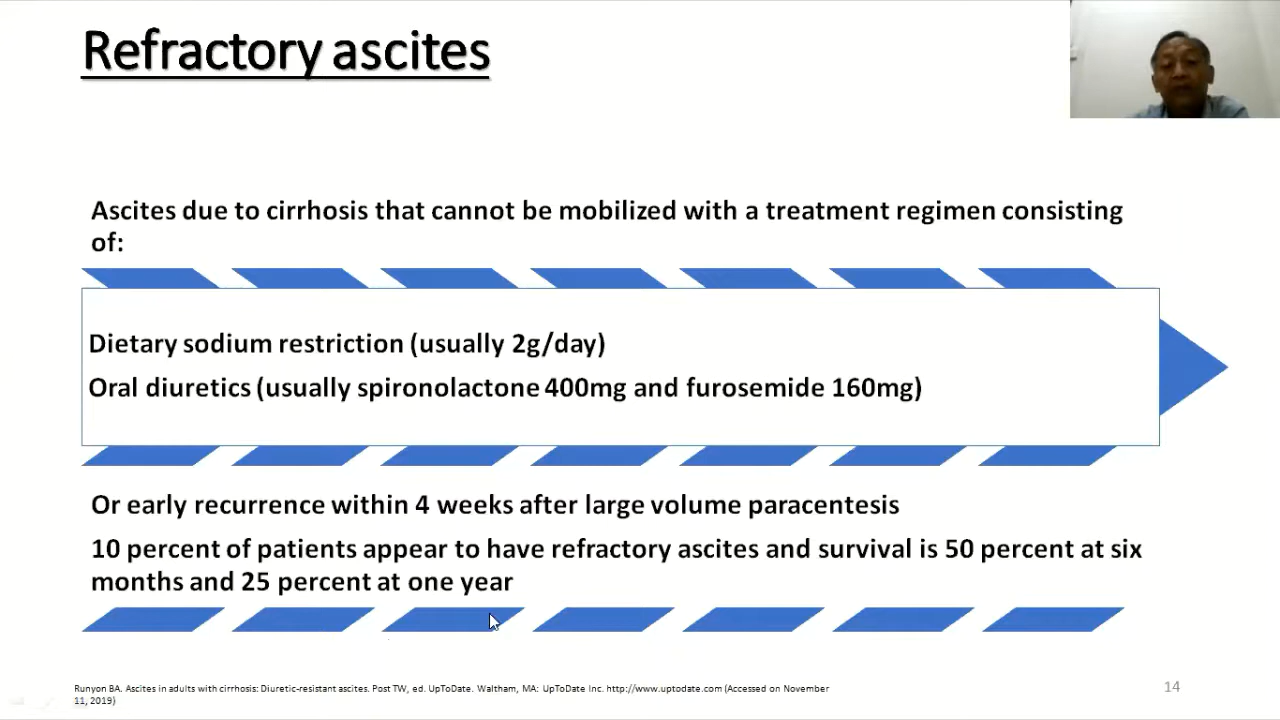 Refractory ascites
Ascites due to cirrhosis that cannot be mobilized with a treatment regimen consisting
of:
Dietary sodium restriction (usually 2g/day)
Oral diuretics (usually spironolactone 400mg and furosemide 160mg)
Or early recurrence within 4 weeks after large volume paracentesis
10 percent of patients appear to have refractory ascites and survival is 50 percent at six
months and 25 percent at one year
Runyon BA. Ascites in adults with cirrhosis: Diuretic-resistant ascites. Post TW, ed. UpToDate. Waltham, MA: UpToDate Inc. http://www.uptodate.com (Accessed on November
11, 2019)
14